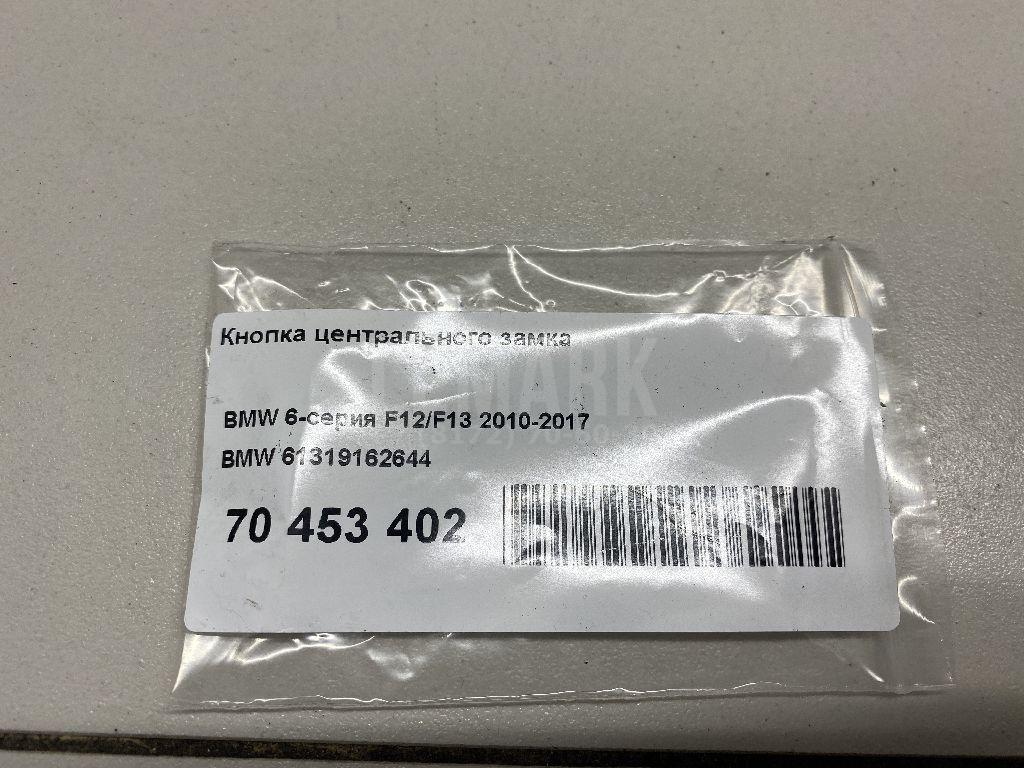 Кнопка центрального замка
BMW 6-серия F12/F13 2010-2017
BMW 61319162644
70 453 402